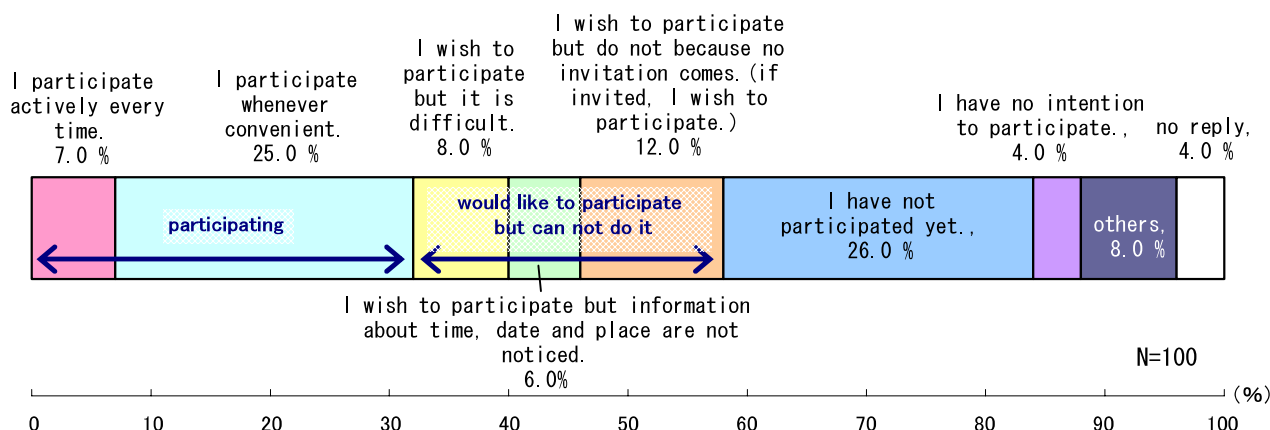 I participate
actively every
time.
7.0 %
I participate
whenever
convenient.
25.0 %
I wish to
participate
but it is
difficult.
8.0 %
I wish to participate
but do not because no
invitation comes.(if
invited, I wish to
participate.)
12.0 %
I have no intention
to participate.,
4.0 %
no reply,
4.0 %
participating
would like to participate
but can not do it
I have not
participated yet.,
26.0 %
others,
8.0 %
I wish to participate but information
about time, date and place are not
noticed.
6.0%
N=100
0 10 20 30 40 50 60 70 80 90 100 (%)